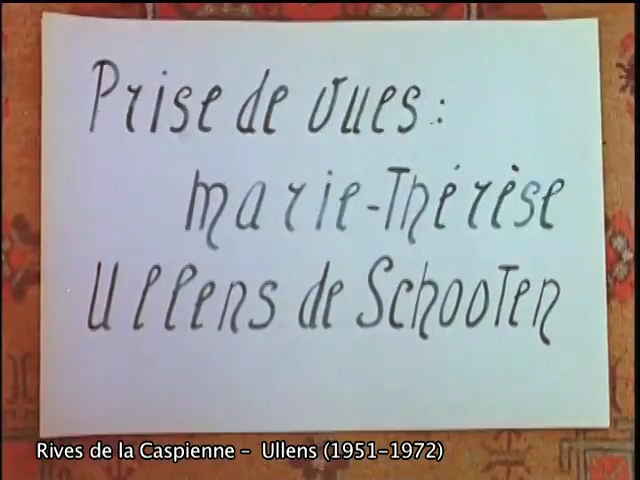 Prise de vues :
Marie-Thérèse
Ullens de Schooten
Rives de la Caspienne - Ullens (1951-1972)